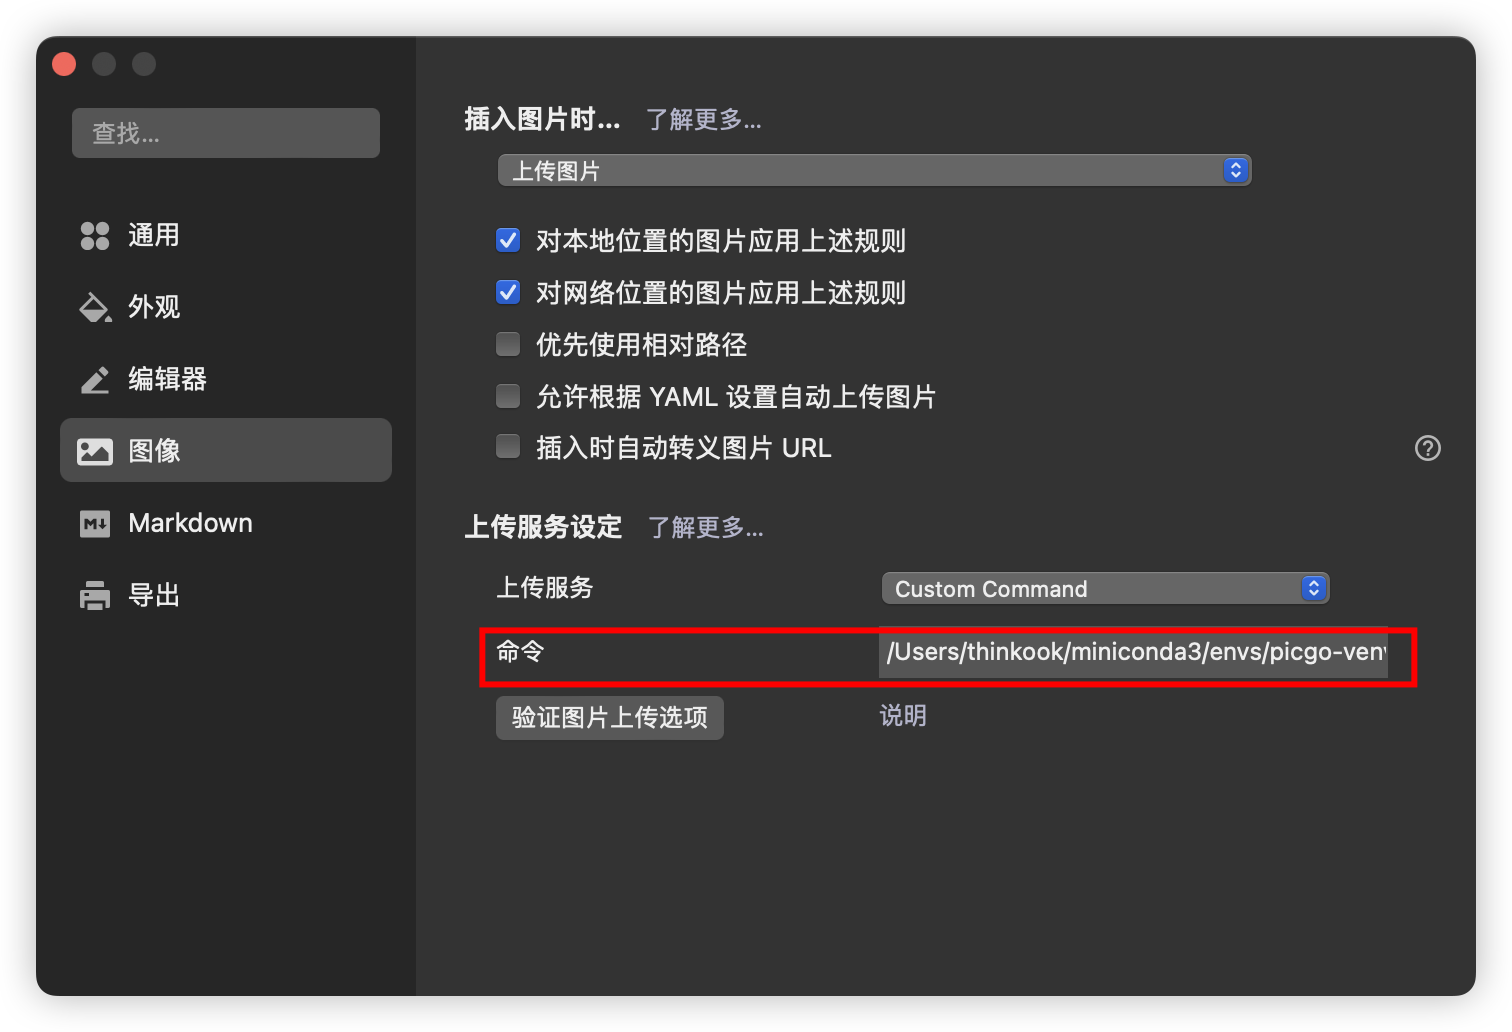 查找...
通用
外观
编辑器
图像
Markdown
导出
插入图片时... 了解更多...
上传图片
对本地位置的图片应用上述规则
对网络位置的图片应用上述规则
优先使用相对路径
允许根据 YAML 设置自动上传图片
插入时自动转义图片 URL
上传服务设定 了解更多...
上传服务 Custom Command
命令 /Users/thinkook/miniconda3/envs/picgo-ven
验证图片上传选项 说明